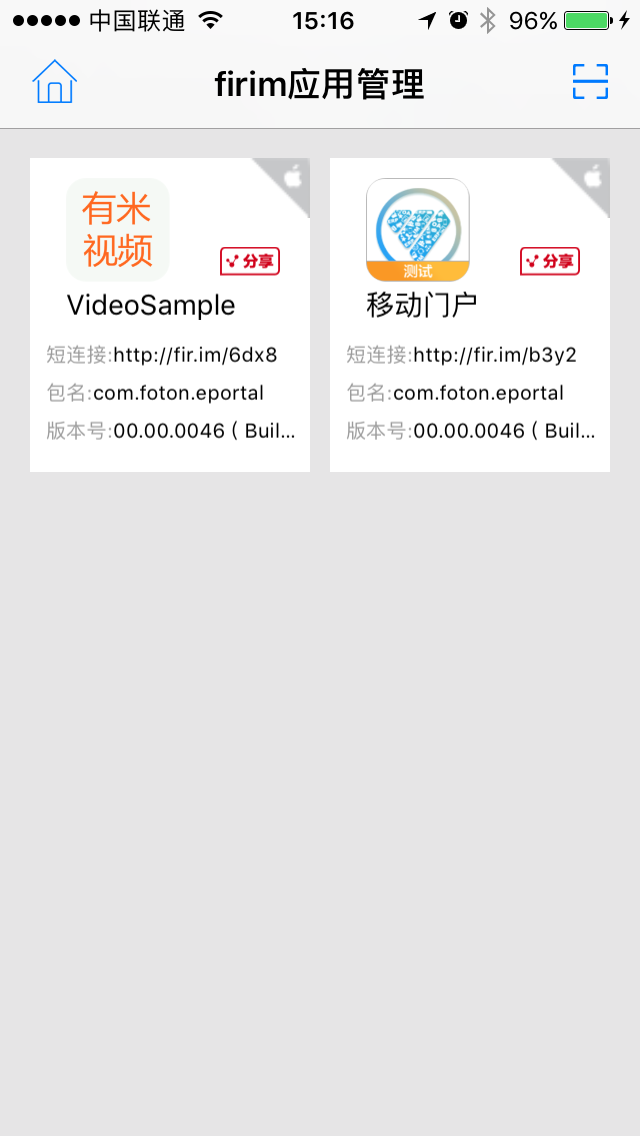 中国联通 15:16 96%
firim应用管理
有米
视频
分享
VideoSample
短连接:http://fir.im/6dx8
包名:com.foton.eportal
版本号:00.00.0046 ( Buil...
测试
分享
移动门户
短连接:http://fir.im/b3y2
包名:com.foton.eportal
版本号:00.00.0046 ( Buil...